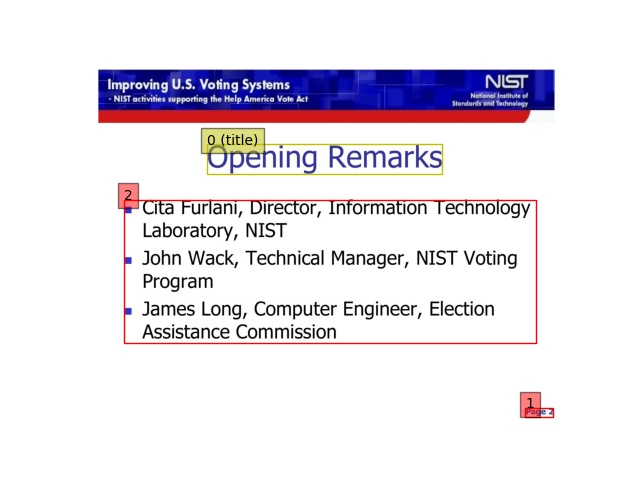 Improving U.S. Voting Systems
- NIST activities supporting the Help America Vote Act
NIST
National Institute of
Standards and Technology
0 (title)
Opening Remarks
2
Cita Furlani, Director, Information Technology
Laboratory, NIST
John Wack, Technical Manager, NIST Voting
Program
James Long, Computer Engineer, Election
Assistance Commission
1
Page 2